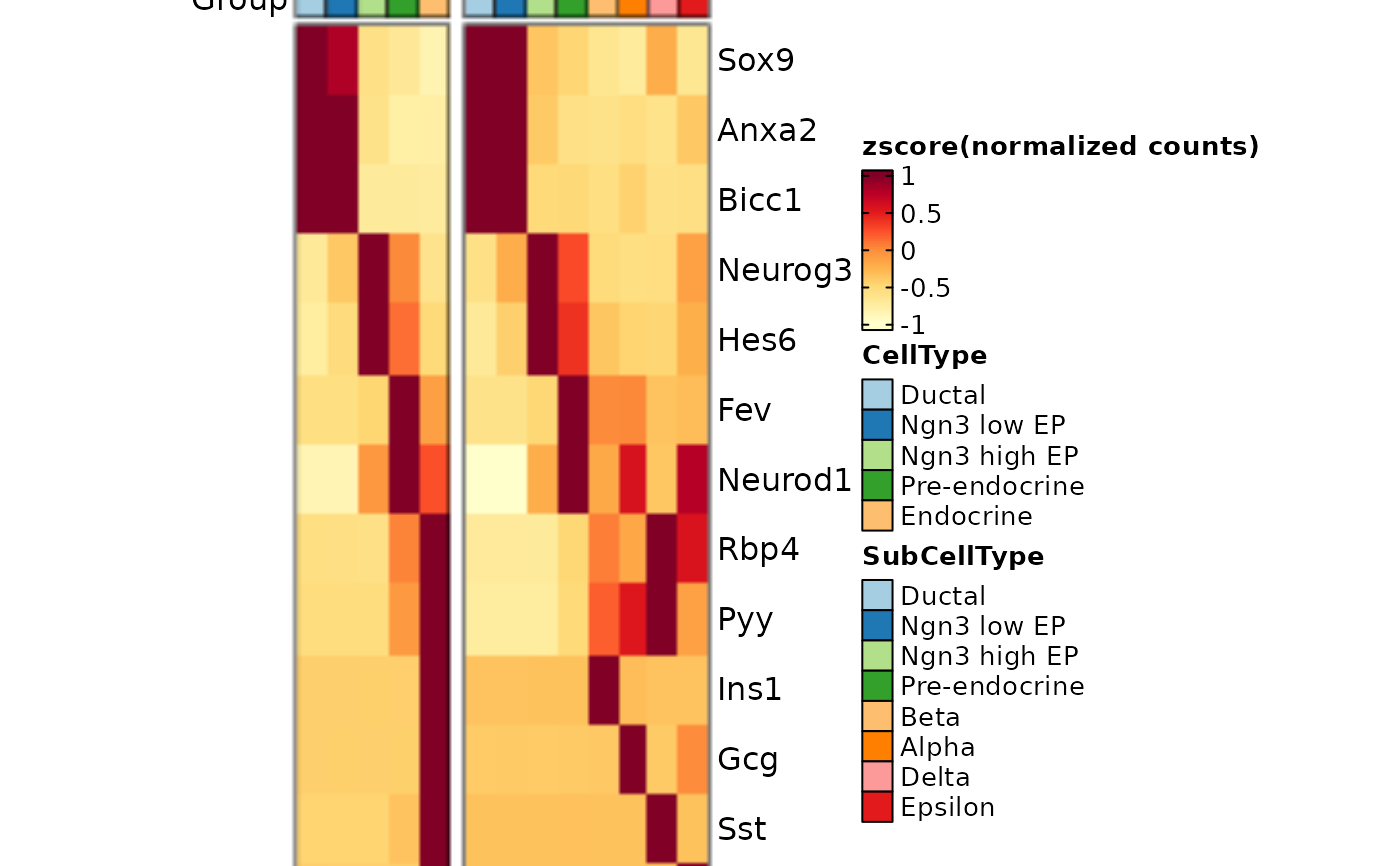 Group
Sox9
Anxa2
Bicc1
Neurog3
Hes6
Fev
Neurod1
Rbp4
Pyy
Ins1
Gcg
Sst
zscore(normalized counts)
1
0.5
0
-0.5
-1
CellType
Ductal
Ngn3 low EP
Ngn3 high EP
Pre-endocrine
Endocrine
SubCellType
Ductal
Ngn3 low EP
Ngn3 high EP
Pre-endocrine
Beta
Alpha
Delta
Epsilon